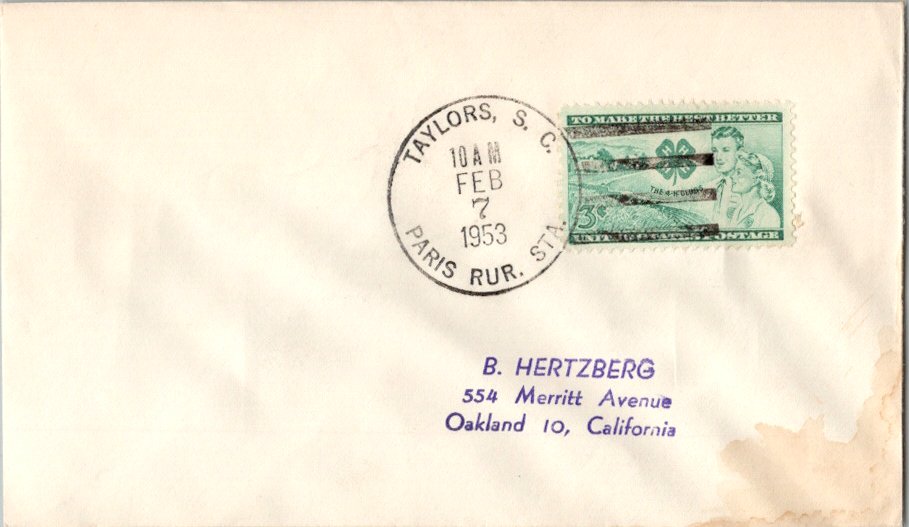 TAYLORS, S. C.
10 AM
FEB
7
1953
PARIS RUR. STA.
TO MAKE THE BEST BETTER
THE 4-H CLUBS
3¢
UNITED STATES POSTAGE
B. HERTZBERG
554 Merritt Avenue
Oakland 10, California